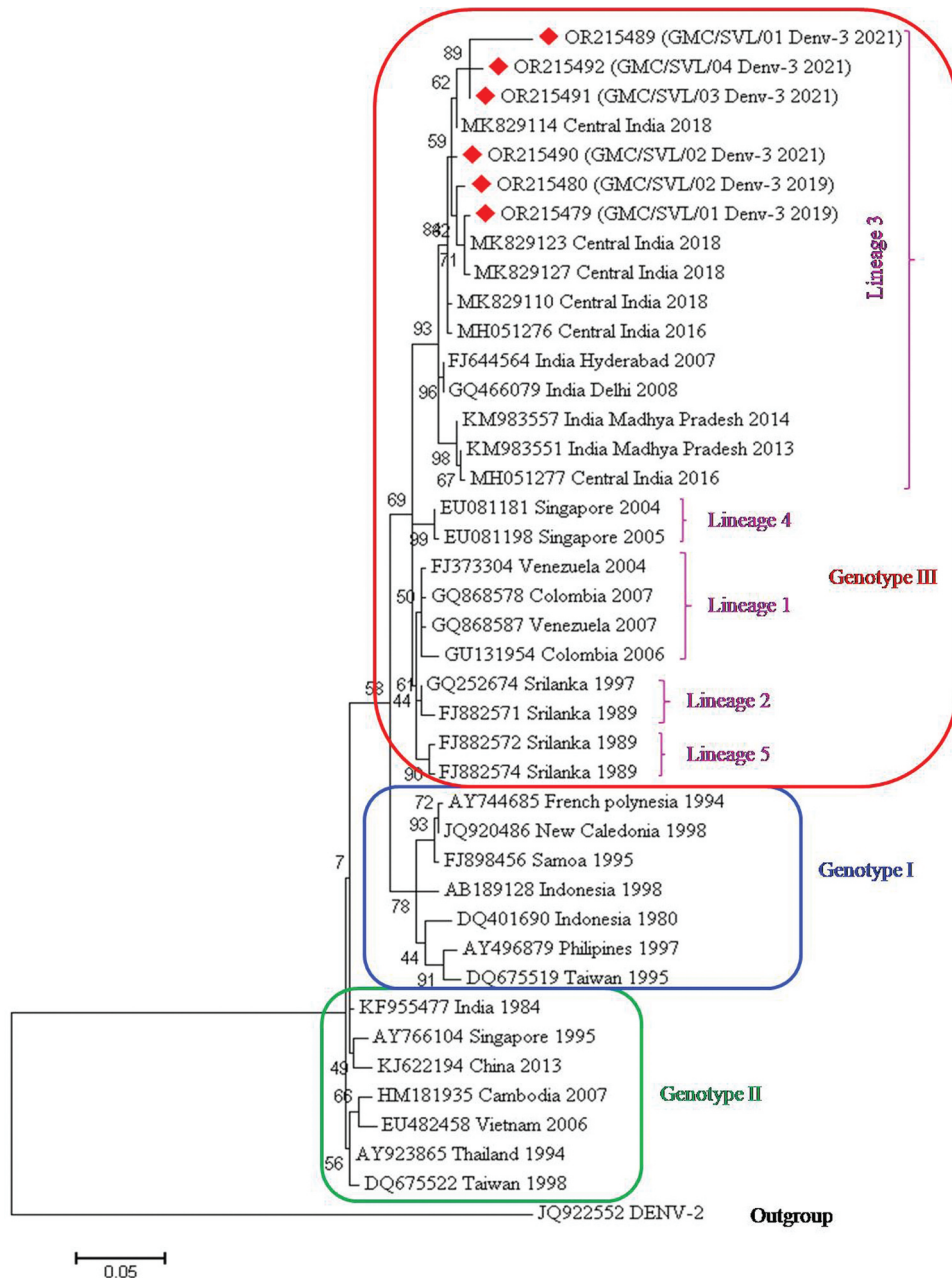 OR215489 (GMC/SVL/01 Denv-3 2021)
89
OR215492 (GMC/SVL/04 Denv-3 2021)
62
OR215491 (GMC/SVL/03 Denv-3 2021)
MK829114 Central India 2018
59
OR215490 (GMC/SVL/02 Denv-3 2021)
OR215480 (GMC/SVL/02 Denv-3 2019)
OR215479 (GMC/SVL/01 Denv-3 2019)
Lineage 3
62
MK829123 Central India 2018
71
MK829127 Central India 2018
MK829110 Central India 2018
93
MH051276 Central India 2016
FJ644564 India Hyderabad 2007
96
GQ466079 India Delhi 2008
KM983557 India Madhya Pradesh 2014
KM983551 India Madhya Pradesh 2013
98
67
MH051277 Central India 2016
69
EU081181 Singapore 2004
Lineage 4
99
EU081198 Singapore 2005
FJ373304 Venezuela 2004
Genotype III
50
GQ868578 Colombia 2007
Lineage 1
GQ868587 Venezuela 2007
GU131954 Colombia 2006
58
61
GQ252674 Srilanka 1997
44
Lineage 2
FJ882571 Srilanka 1989
FJ882572 Srilanka 1989
Lineage 5
90
FJ882574 Srilanka 1989
72
AY744685 French polynesia 1994
93
JQ920486 New Caledonia 1998
7
FJ898456 Samoa 1995
Genotype I
AB189128 Indonesia 1998
78
DQ401690 Indonesia 1980
44
AY496879 Philipines 1997
91
DQ675519 Taiwan 1995
KF955477 India 1984
AY766104 Singapore 1995
49
KJ622194 China 2013
66
HM181935 Cambodia 2007
Genotype II
EU482458 Vietnam 2006
56
AY923865 Thailand 1994
DQ675522 Taiwan 1998
JQ922552 DENV-2
Outgroup
0.05